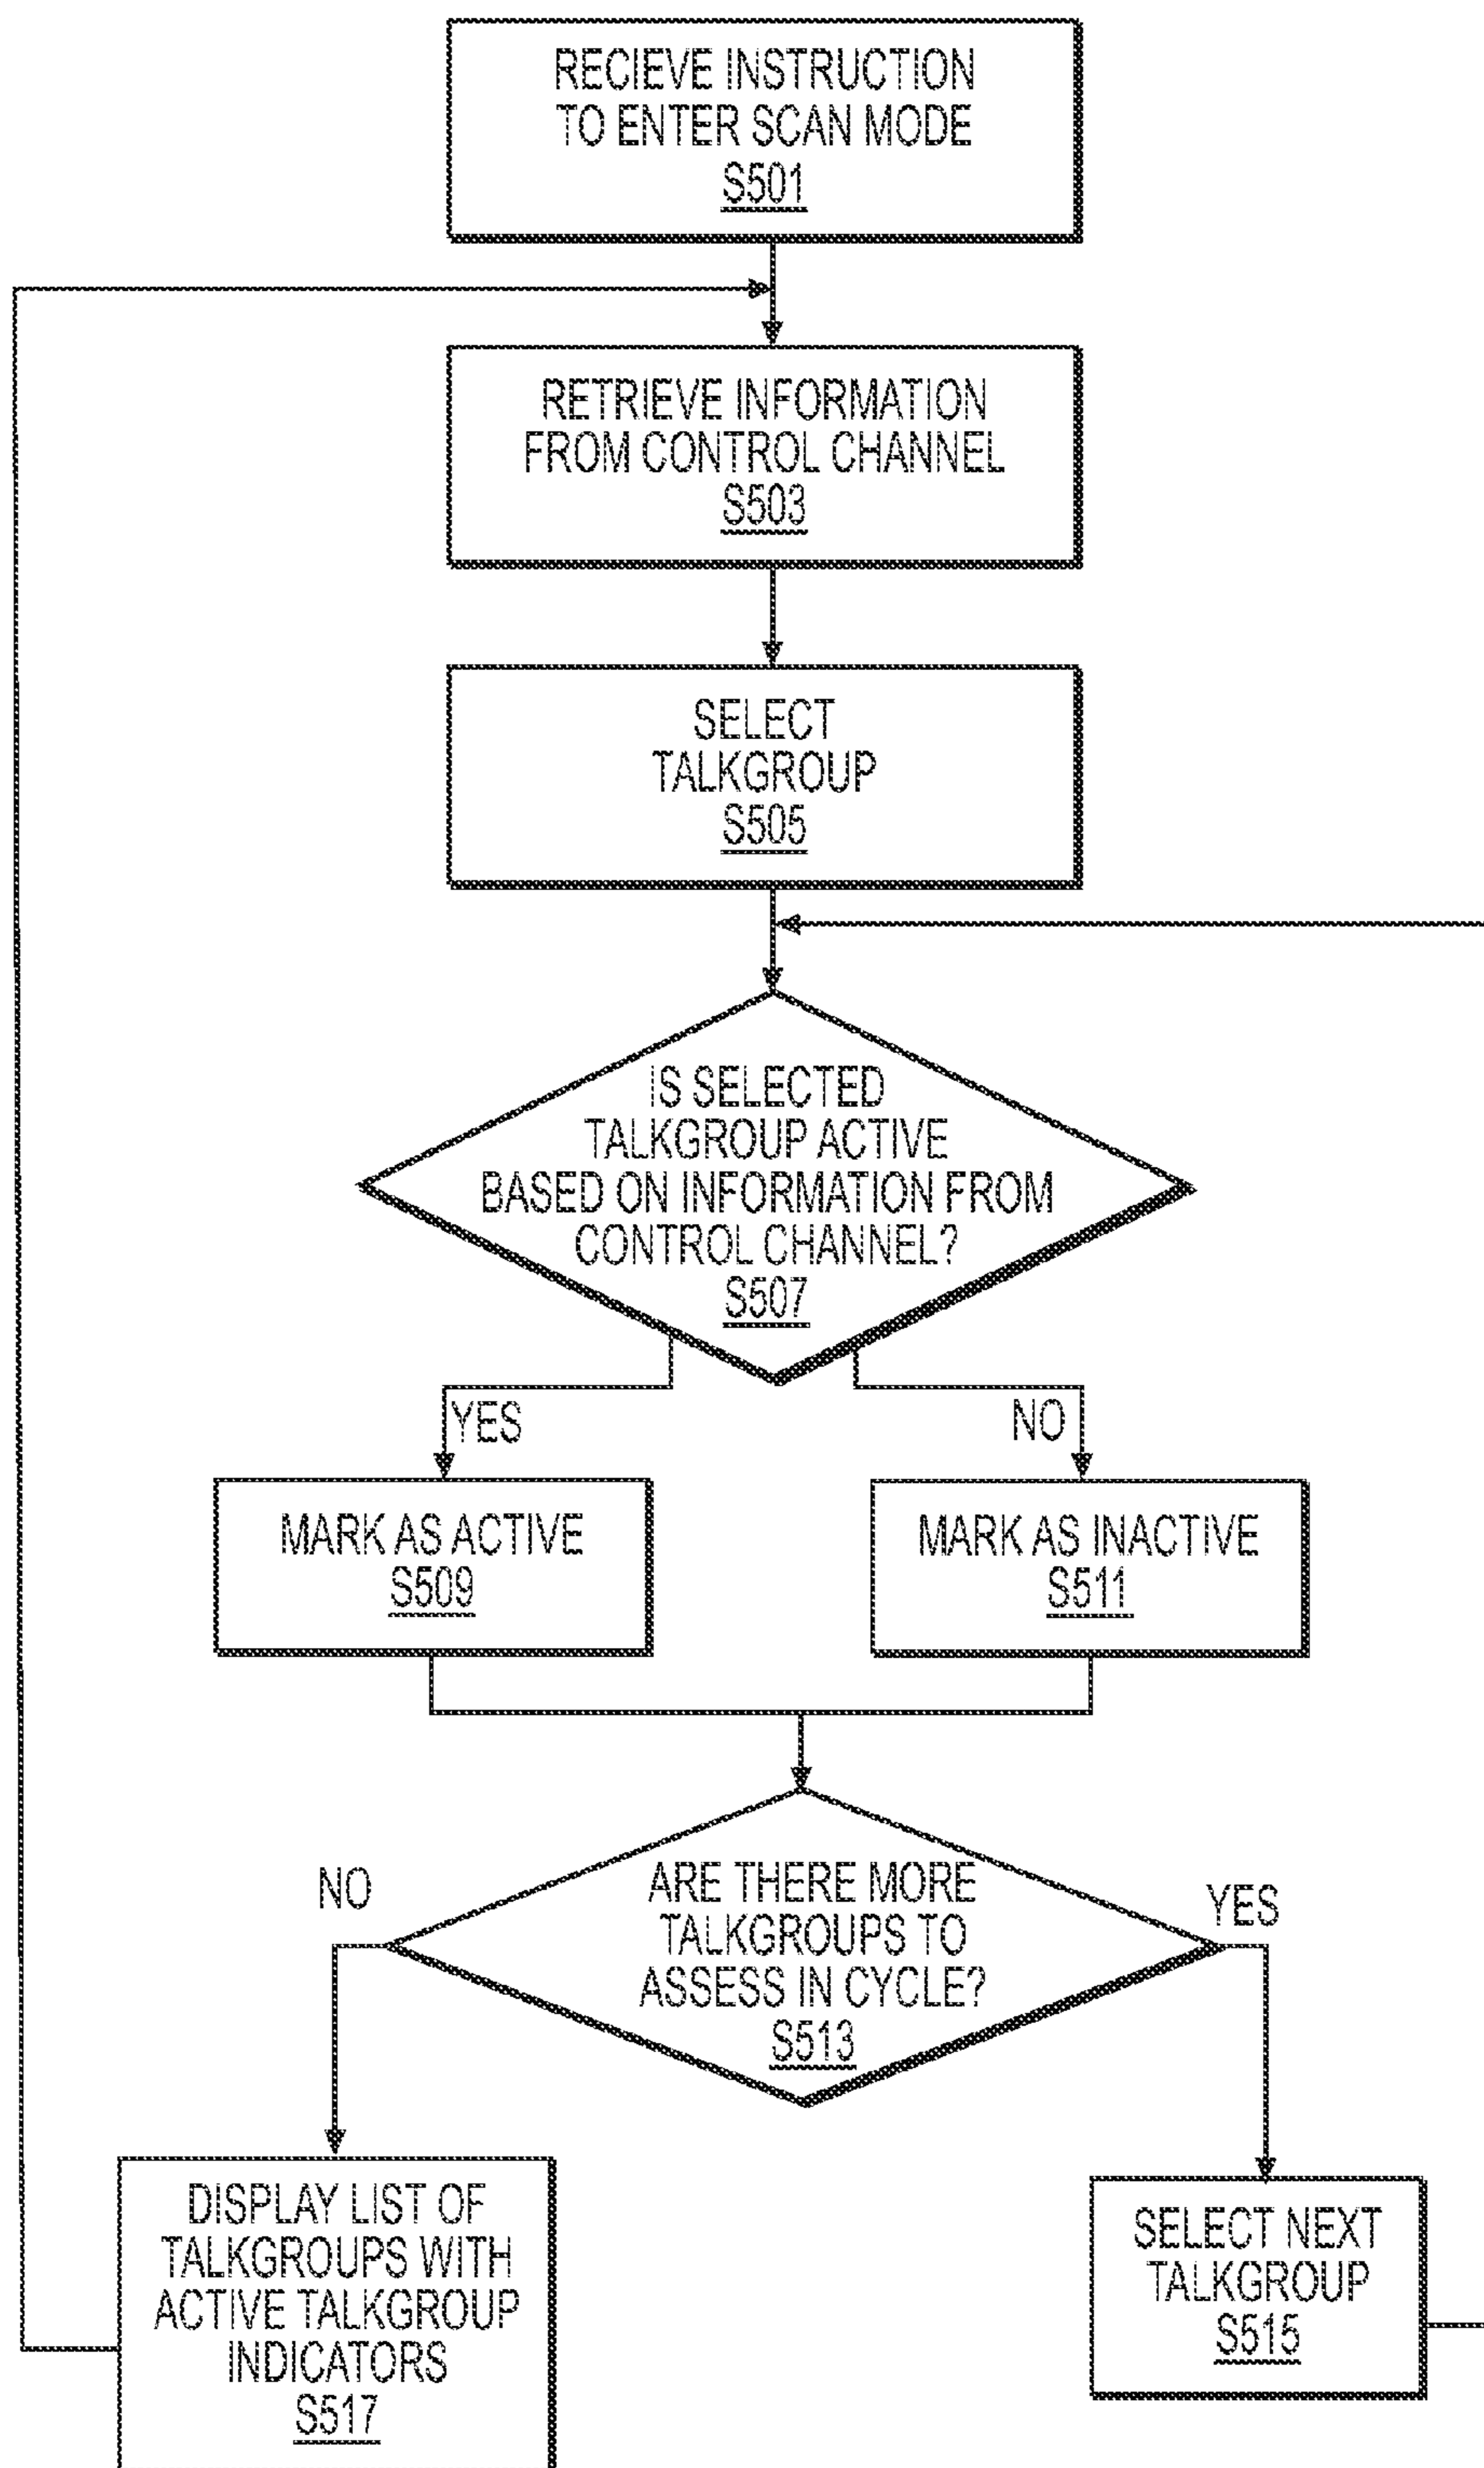 RECIEVE INSTRUCTION
TO ENTER SCAN MODE
S501
RETRIEVE INFORMATION
FROM CONTROL CHANNEL
S503
SELECT
TALKGROUP
S505
IS SELECTED
TALKGROUP ACTIVE
BASED ON INFORMATION FROM
CONTROL CHANNEL?
S507
YES
NO
MARK AS ACTIVE
S509
MARK AS INACTIVE
S511
NO
ARE THERE MORE
TALKGROUPS TO
ASSESS IN CYCLE?
S513
YES
DISPLAY LIST OF
TALKGROUPS WITH
ACTIVE TALKGROUP
INDICATORS
S517
SELECT NEXT
TALKGROUP
S515